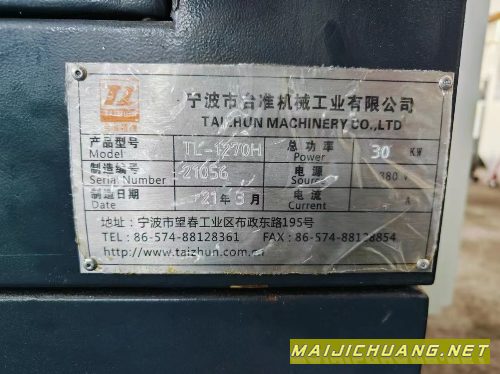 宁波市台准机械工业有限公司
TAIZHUN MACHINERY CO.,LTD
产品型号 Model TL-1270H 总功率 Power 30 KW
制造编号 Serial Number 21056 电源 Source 380 V
制造日期 Date 21年3月 电流 Current A
地址：宁波市望春工业区布政东路195号
TEL：86-574-88128361 FAX：86-574-88128854
http://www.taizhun.com.cn
MAIJICHUANG.NET